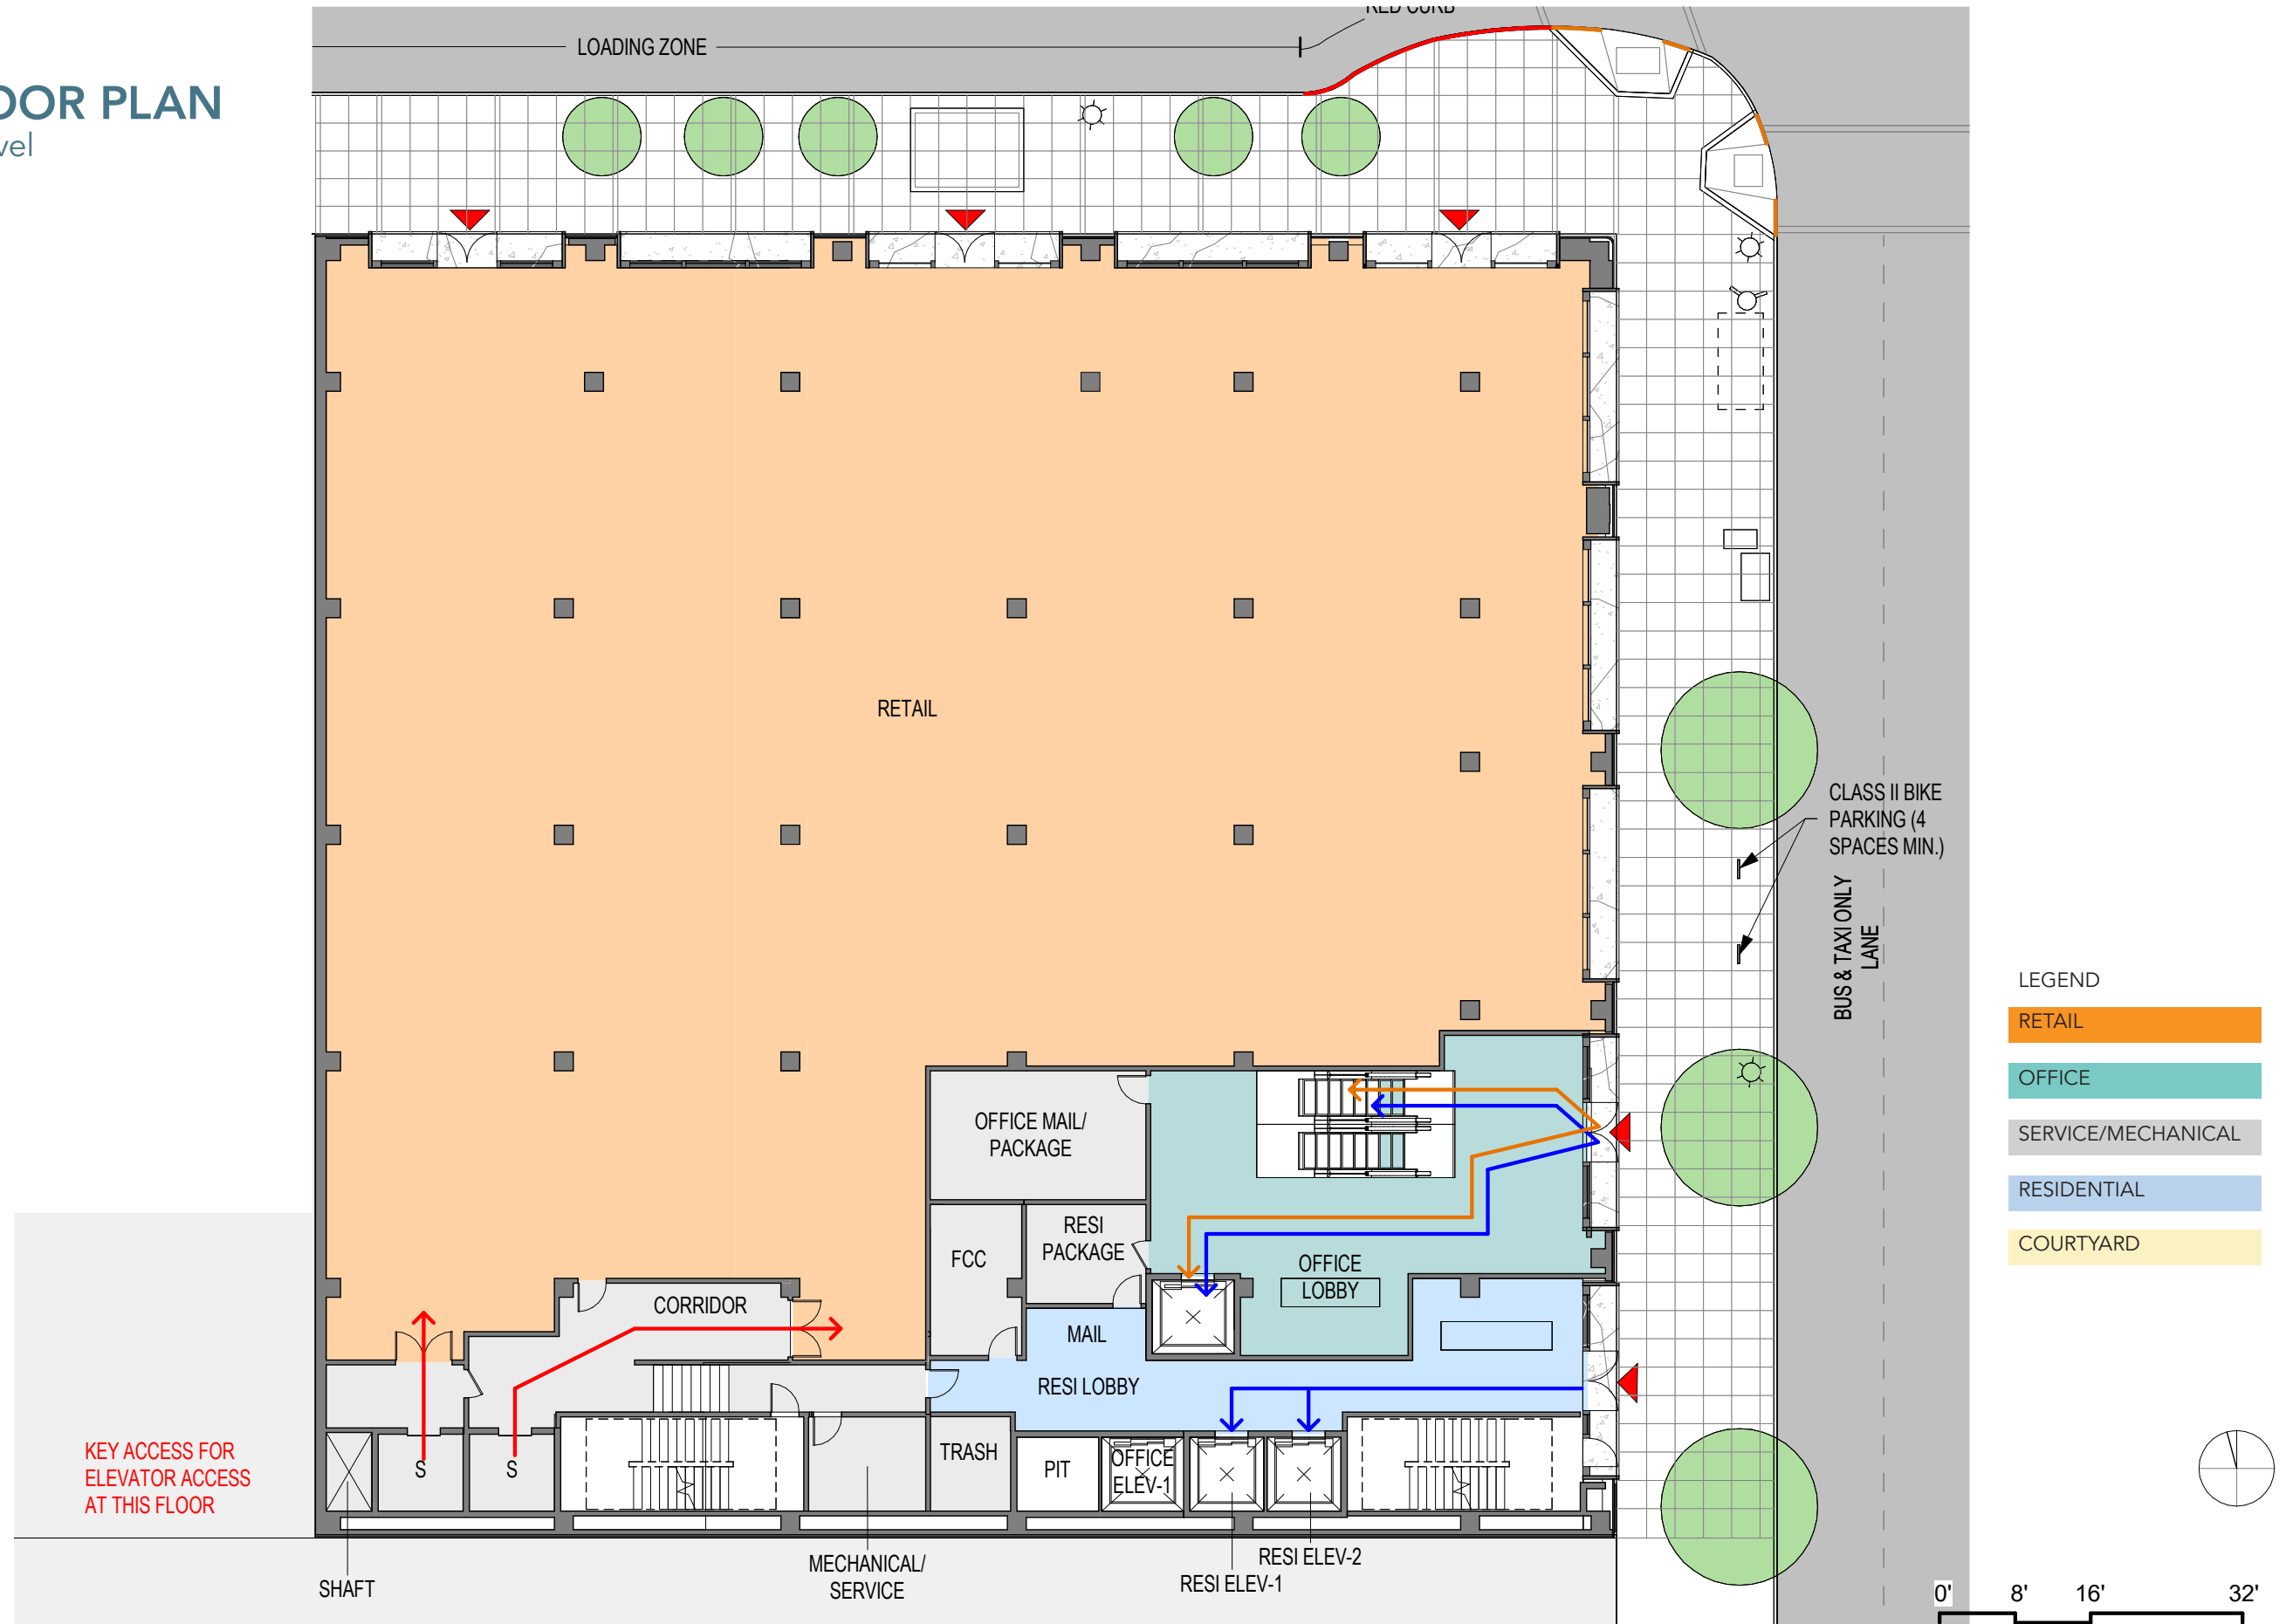 RED CURB
LOADING ZONE
OOR PLAN
vel
RETAIL
CLASS II BIKE
PARKING (4
SPACES MIN.)
BUS & TAXI ONLY
LANE
LEGEND
RETAIL
OFFICE
SERVICE/MECHANICAL
RESIDENTIAL
COURTYARD
OFFICE MAIL/
PACKAGE
RESI
PACKAGE
FCC
OFFICE
LOBBY
CORRIDOR
MAIL
RESI LOBBY
KEY ACCESS FOR
ELEVATOR ACCESS
AT THIS FLOOR
S
S
TRASH
PIT
OFFICE
ELEV-1
SHAFT
MECHANICAL/
SERVICE
RESI ELEV-2
RESI ELEV-1
0' 8' 16' 32'